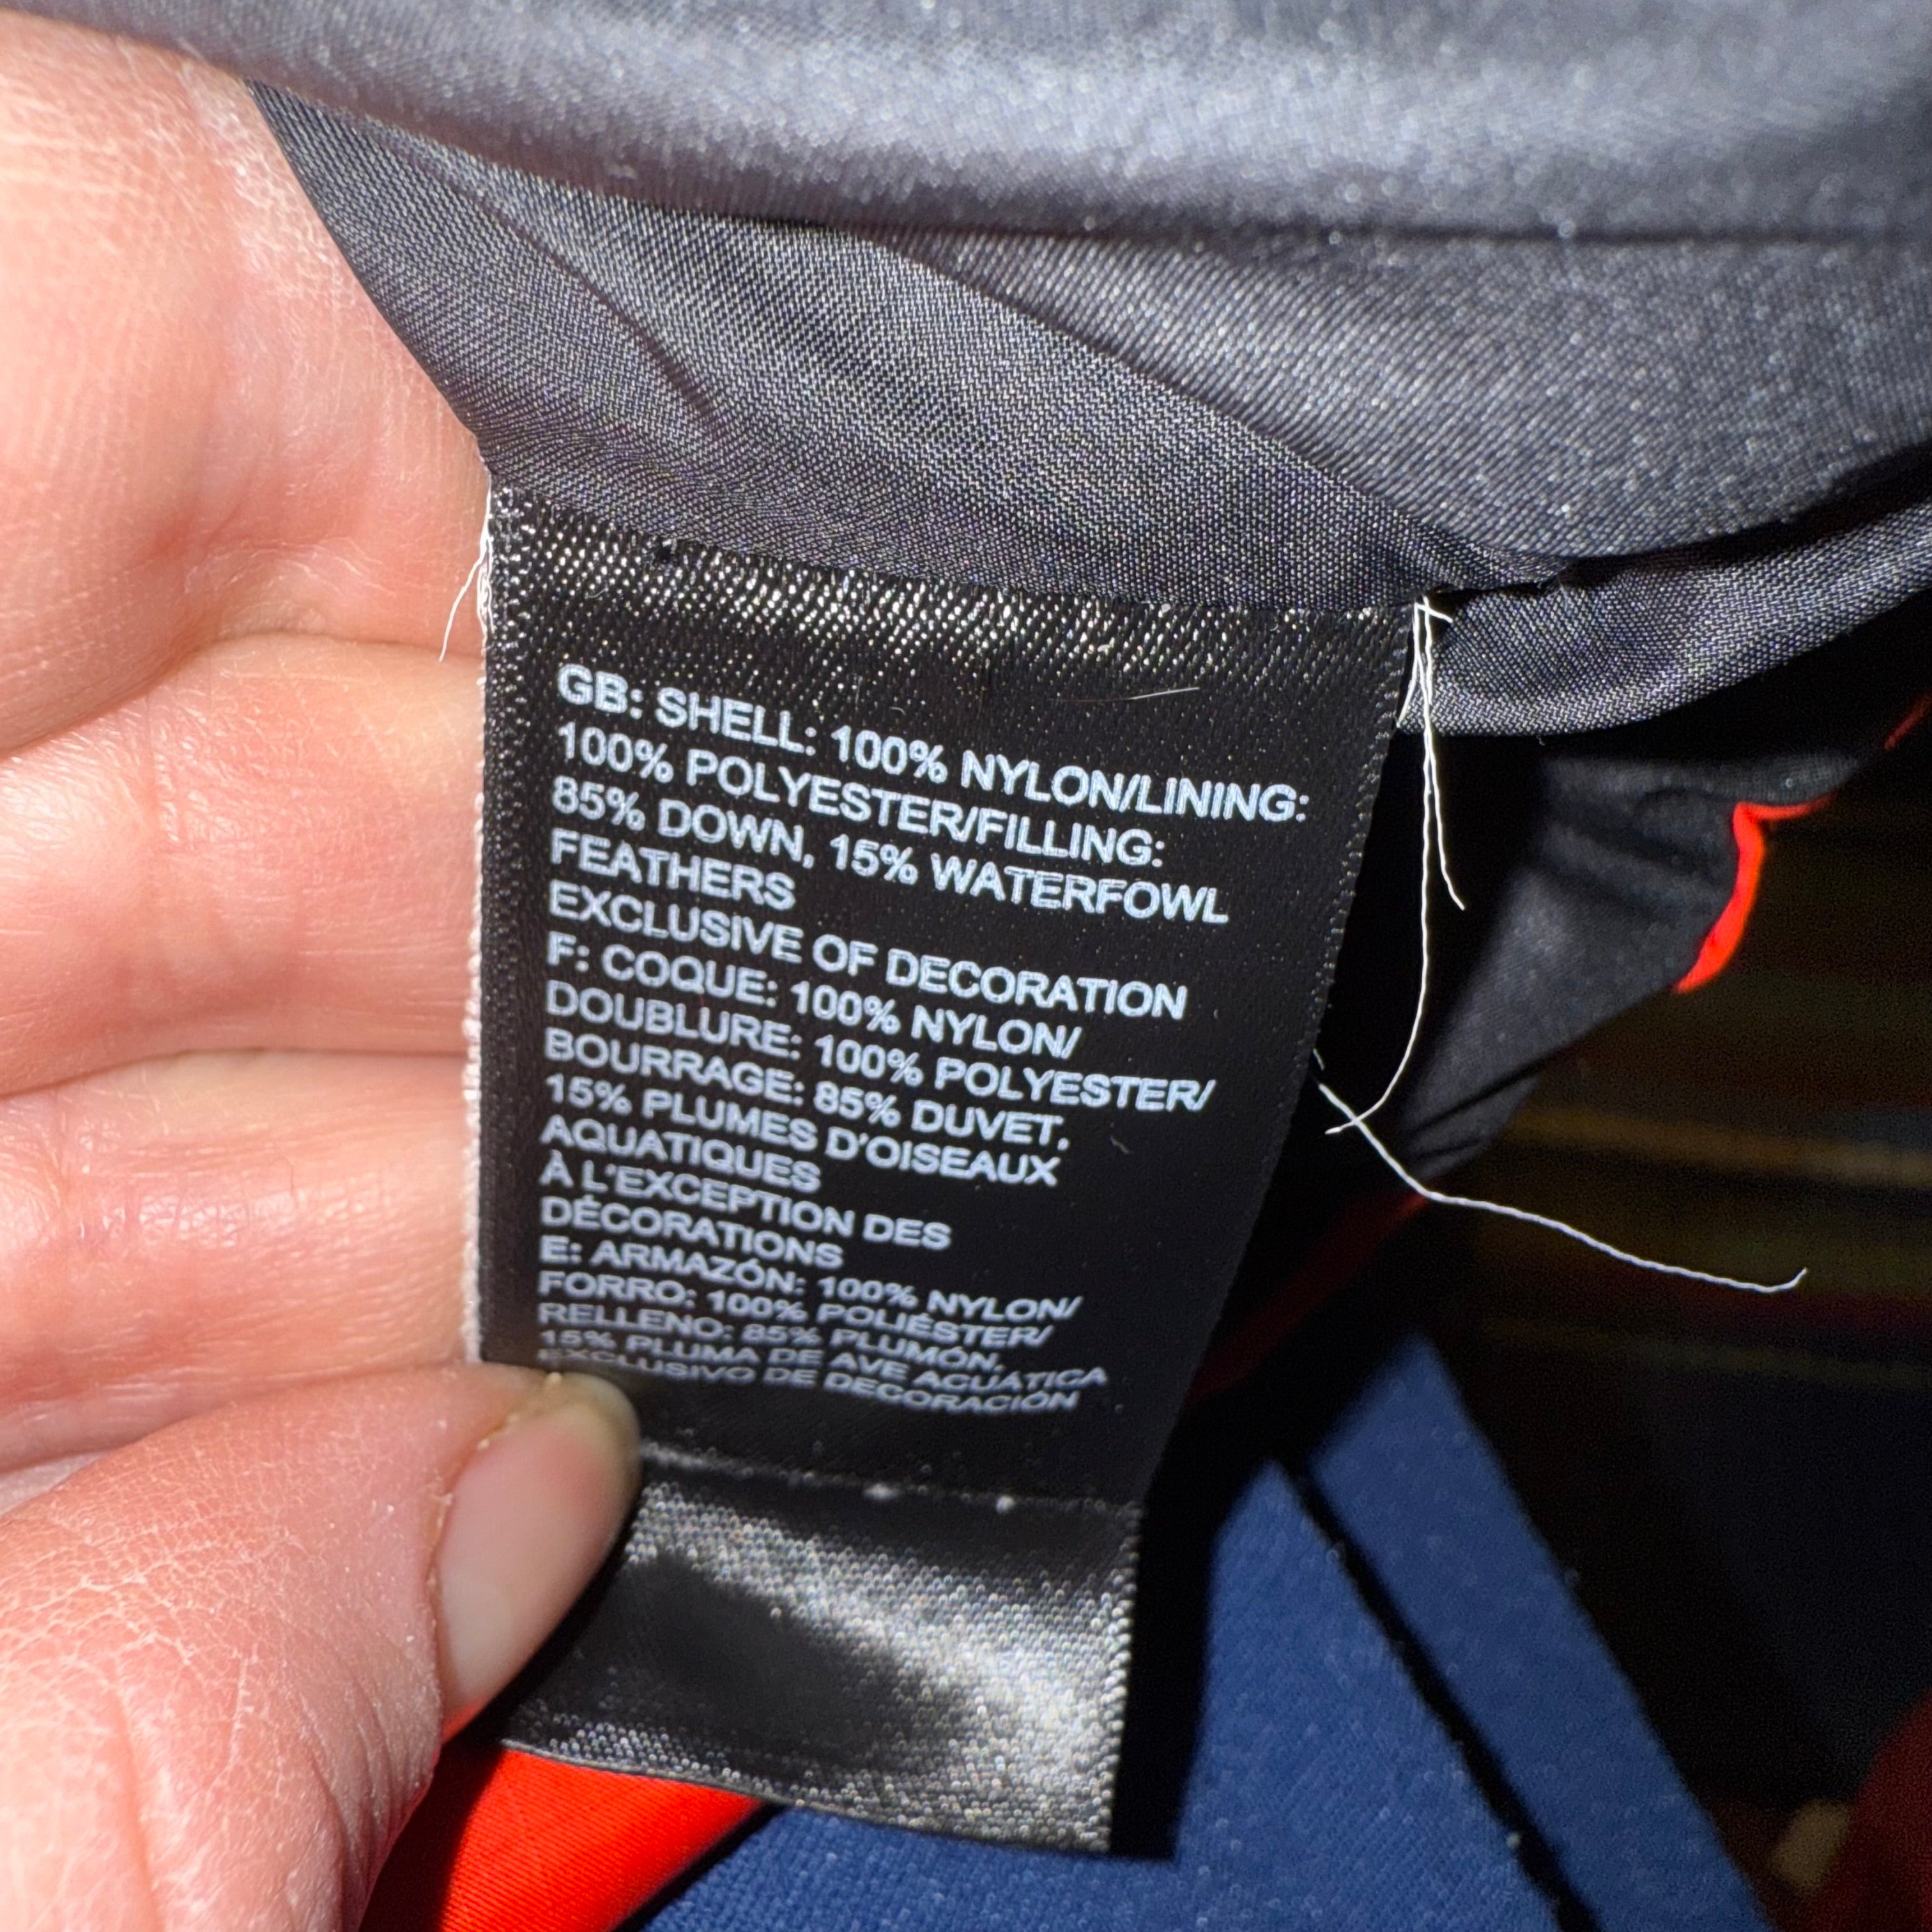 GB: SHELL: 100% NYLON/LINING:
100% POLYESTER/FILLING:
85% DOWN, 15% WATERFOWL
FEATHERS
EXCLUSIVE OF DECORATION
F: COQUE: 100% NYLON/
DOUBLURE: 100% POLYESTER/
BOURRAGE: 85% DUVET,
15% PLUMES D'OISEAUX
AQUATIQUES
À L'EXCEPTION DES
DÉCORATIONS
E: ARMAZÓN: 100% NYLON/
FORRO: 100% POLIÉSTER/
RELLENO: 85% PLUMÓN,
15% PLUMA DE AVE ACUÁTICA
EXCLUSIVO DE DECORACIÓN